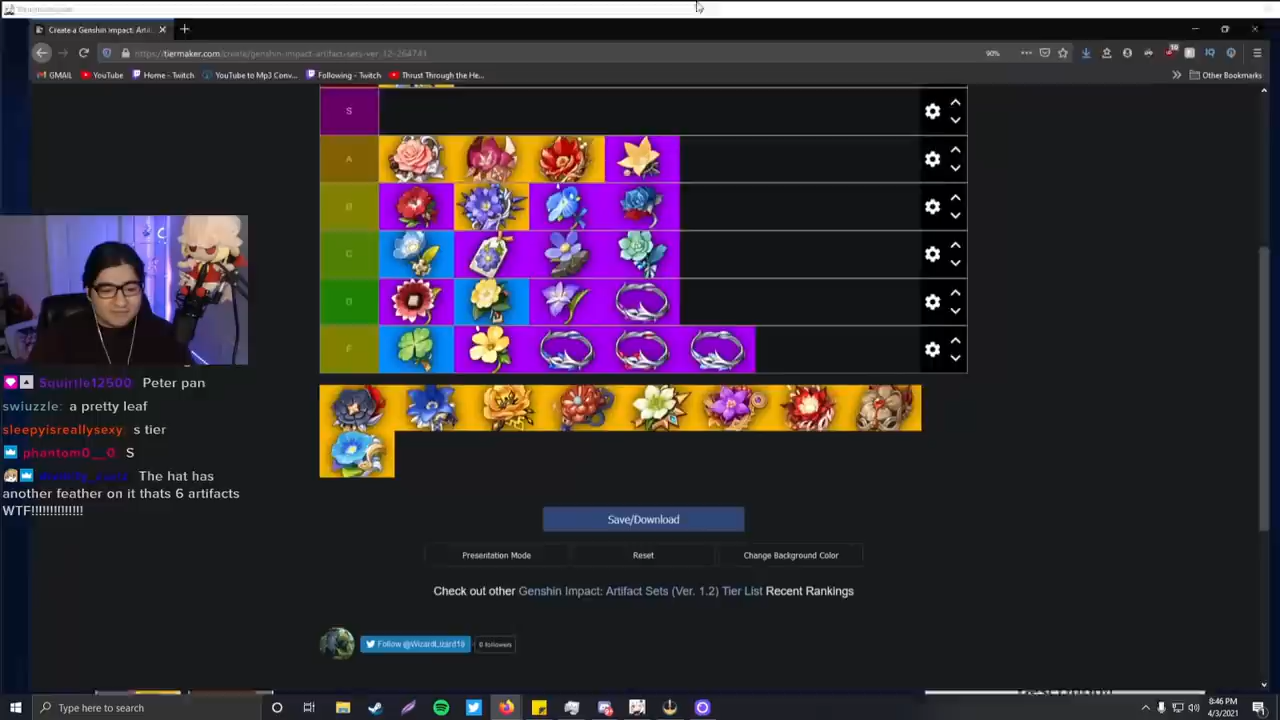 Create a Genshin Impact: Artif
https://tiermaker.com/create/genshin-impact-artifact-sets-ver-12-264741
90%
GMAIL
YouTube
Home - Twitch
YouTube to Mp3 Conv...
Following - Twitch
Thrust Through the He...
Other Bookmarks
S
A
B
C
D
F
Squirtle12500 Peter pan
swiuzzle: a pretty leaf
sleepyisreallysexy: s tier
phantom0__0 S
The hat has
another feather on it thats 6 artifacts
WTF!!!!!!!!!!!!!!
Save/Download
Presentation Mode
Reset
Change Background Color
Check out other Genshin Impact: Artifact Sets (Ver. 1.2) Tier List Recent Rankings
Follow @WizardLizard18
0 followers
Type here to search
8:46 PM
4/3/2021